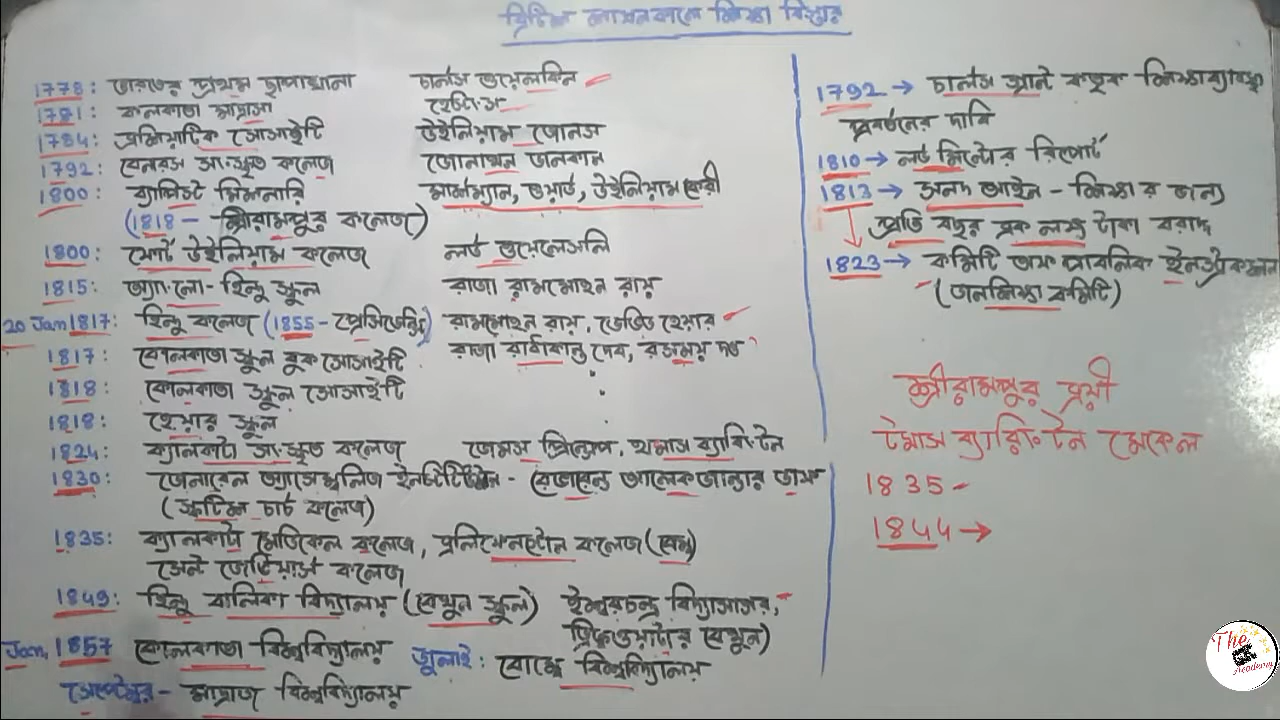 ব্রিটিশ শাসনকালে শিক্ষা বিস্তার
1778: ভারতের প্রথম ছাপাখানা চার্লস ওয়েলকিন
1781: কলকাতা মাদ্রাসা হেস্টিংস
1784: এশিয়াটিক সোসাইটি উইলিয়াম জোনস
1792: বেনারস সংস্কৃত কলেজ জোনাথন ডানকান
1800: ব্যাপ্টিস্ট মিশনারি মার্শম্যান, ওয়ার্ড, উইলিয়াম কেরী
(1818 – শ্রীরামপুর কলেজ)
1800: ফোর্ট উইলিয়াম কলেজ লর্ড ওয়েলেসলি
1815: অ্যাংলো-হিন্দু স্কুল রাজা রামমোহন রায়
20 Jan 1817: হিন্দু কলেজ (1855 – প্রেসিডেন্সি) রামমোহন রায়, ডেভিড হেয়ার
রাজা রাধাকান্ত দেব, রসময় দত্ত
1817: কোলকাতা স্কুল বুক সোসাইটি
1818: কোলকাতা স্কুল সোসাইটি
1818: হেয়ার স্কুল
1824: ক্যালকাটা সংস্কৃত কলেজ জেমস প্রিন্সেপ, থমাস ব্যাবিংটন
1830: জেনারেল অ্যাসেম্বলিজ ইনস্টিটিউশন – রেভারেন্ড আলেকজান্ডার ডাফ
(স্কটিশ চার্চ কলেজ)
1835: ক্যালকাটা মেডিকেল কলেজ, এলফিনস্টোন কলেজ (বোম্বে)
সেন্ট জেভিয়ার্স কলেজ
1849: হিন্দু বালিকা বিদ্যালয় (বেথুন স্কুল) ঈশ্বরচন্দ্র বিদ্যাসাগর,
ড্রিঙ্কওয়াটার বেথুন)
Jan, 1857 কোলকাতা বিশ্ববিদ্যালয় জুলাই: বোম্বে বিশ্ববিদ্যালয়
সেপ্টেম্বর – মাদ্রাজ বিশ্ববিদ্যালয়
1792 → চার্লস গ্রান্ট কর্তৃক শিক্ষাব্যবস্থা
প্রবর্তনের দাবি
1810 → লর্ড মিন্টোর রিপোর্ট
1813 → সনদ আইন – শিক্ষার জন্য
প্রতি বছর এক লক্ষ টাকা বরাদ্দ
1823 → কমিটি অফ পাবলিক ইনস্ট্রাকশন
(জনশিক্ষা কমিটি)
শ্রীরামপুর ত্রয়ী
টমাস ব্যাবিংটন মেকেল
1835 –
1844 →
The
Academy